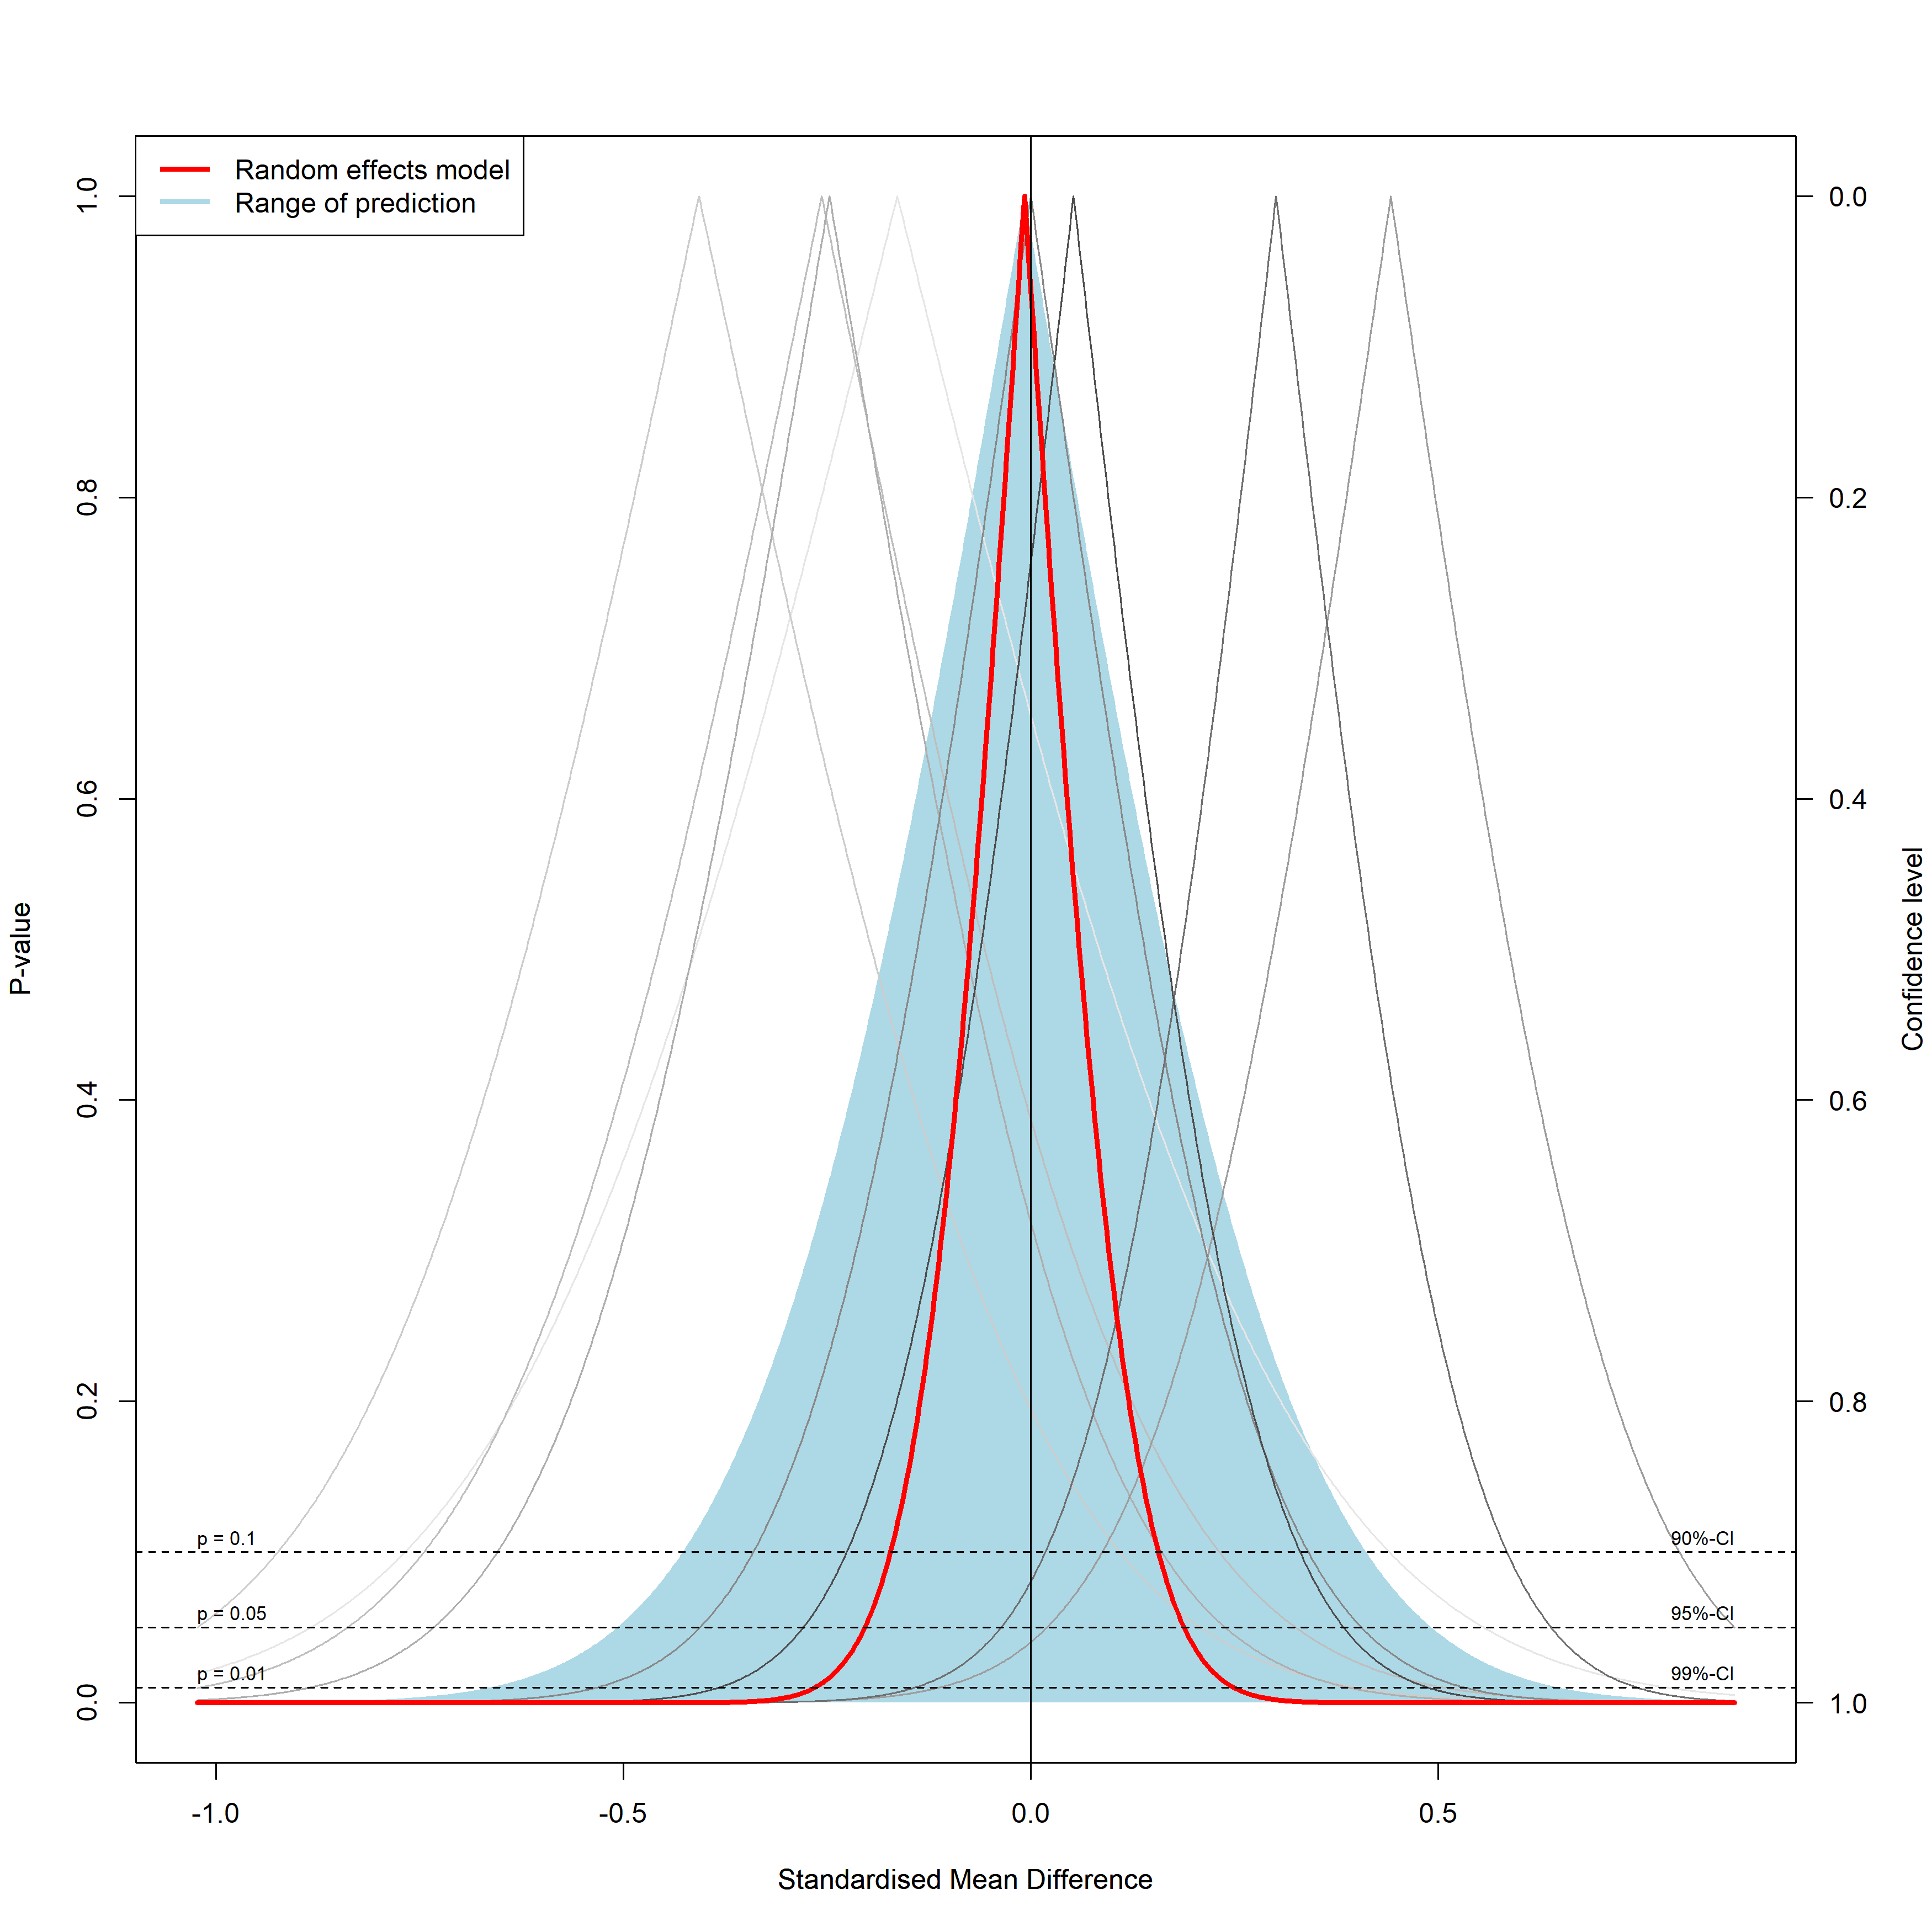 Random effects model
Range of prediction
1.0
0.8
0.6
0.4
0.2
0.0
P-value
0.0
0.2
0.4
0.6
0.8
1.0
Confidence level
p = 0.1
90%-CI
p = 0.05
95%-CI
p = 0.01
99%-CI
-1.0
-0.5
0.0
0.5
Standardised Mean Difference